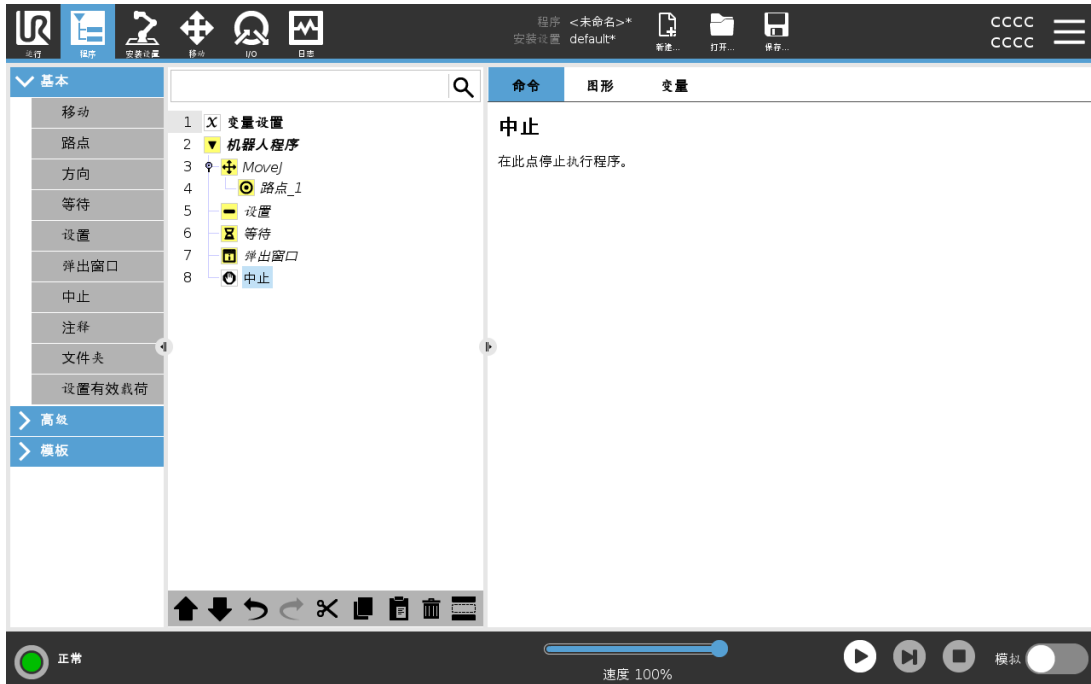 UR
运行
程序
安装设置
移动
I/O
日志
程序 <未命名>*
安装设置 default*
新建...
打开...
保存...
CCCC
CCCC
基本
移动
路点
方向
等待
设置
弹出窗口
中止
注释
文件夹
设置有效载荷
高级
模板
1 X 变量设置
2 机器人程序
3 MoveJ
4 路点_1
5 设置
6 等待
7 弹出窗口
8 中止
命令 图形 变量
中止
在此点停止执行程序。
正常
速度 100%
模拟